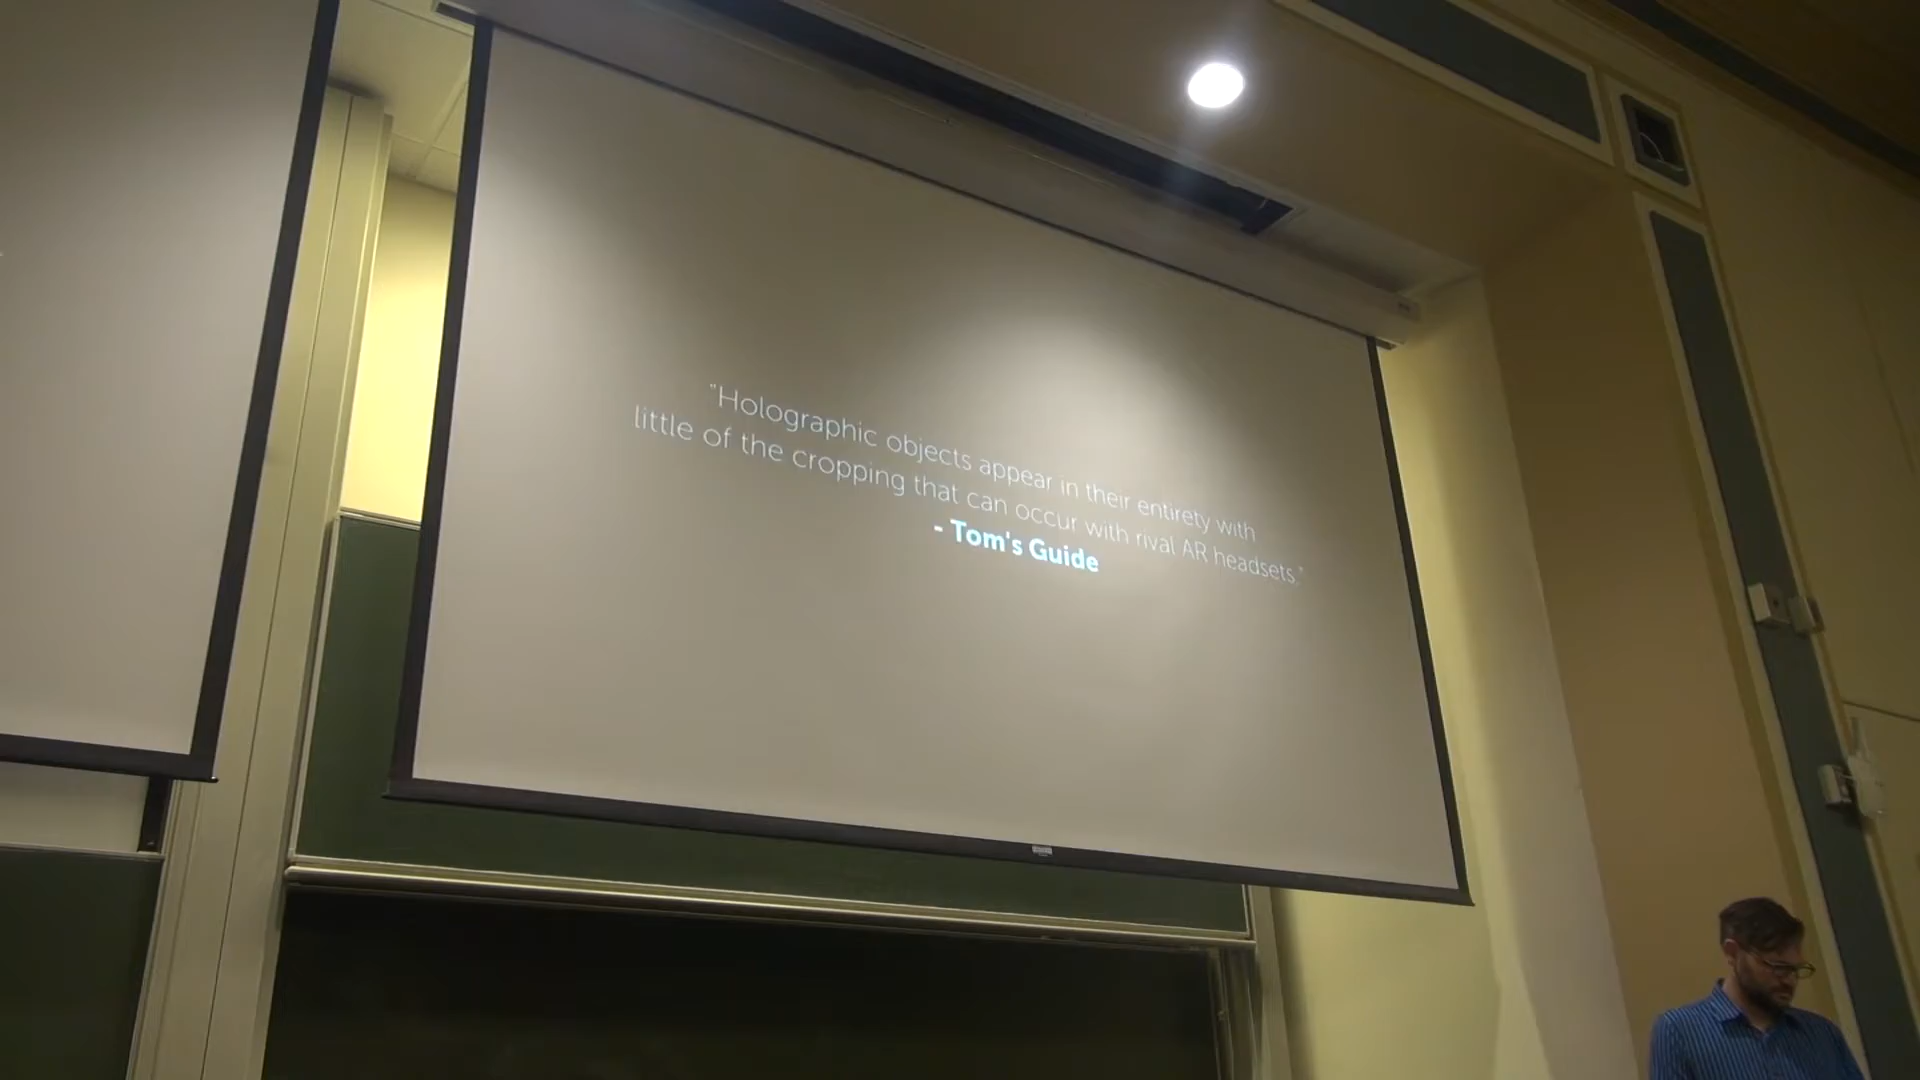 "Holographic objects appear in their entirety with
little of the cropping that can occur with rival AR headsets."
- Tom's Guide